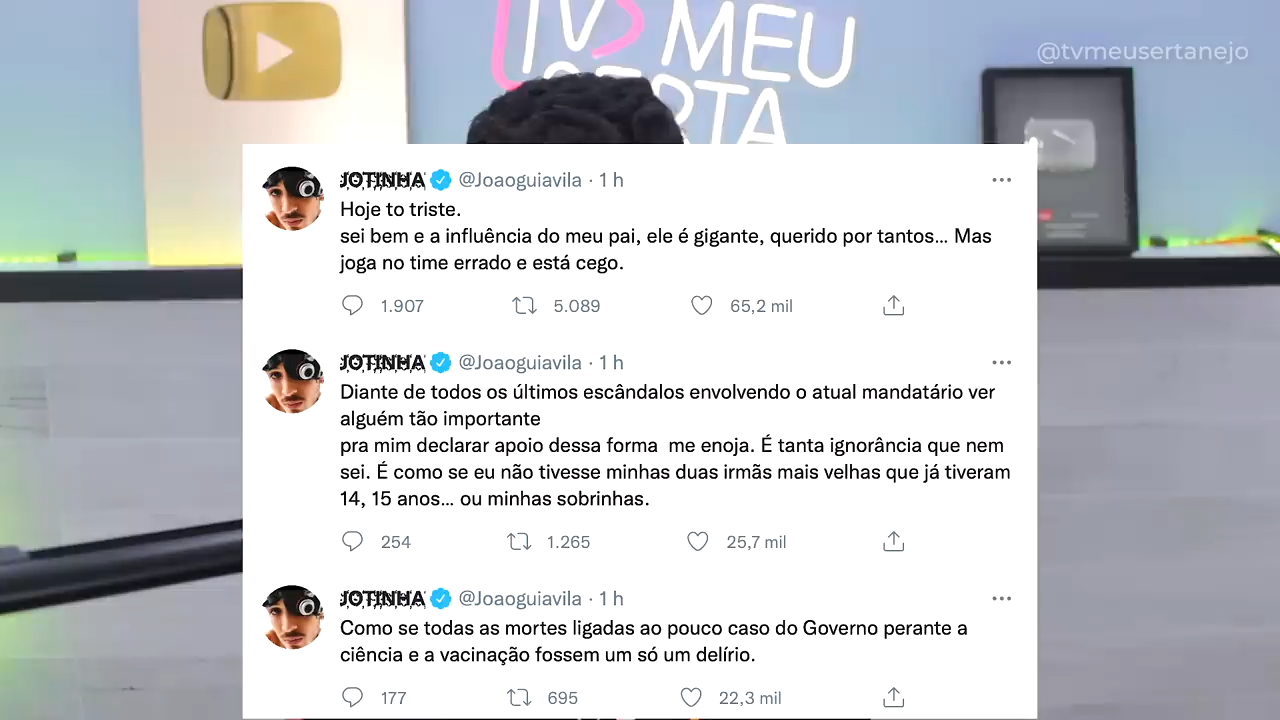 TV MEU
SERTA
@tvmeusertanejo
JOTINHA @Joaoguiavila · 1 h
Hoje to triste.
sei bem e a influência do meu pai, ele é gigante, querido por tantos... Mas
joga no time errado e está cego.
1.907 5.089 65,2 mil
JOTINHA @Joaoguiavila · 1 h
Diante de todos os últimos escândalos envolvendo o atual mandatário ver
alguém tão importante
pra mim declarar apoio dessa forma me enoja. É tanta ignorância que nem
sei. É como se eu não tivesse minhas duas irmãs mais velhas que já tiveram
14, 15 anos... ou minhas sobrinhas.
254 1.265 25,7 mil
JOTINHA @Joaoguiavila · 1 h
Como se todas as mortes ligadas ao pouco caso do Governo perante a
ciência e a vacinação fossem um só um delírio.
177 695 22,3 mil